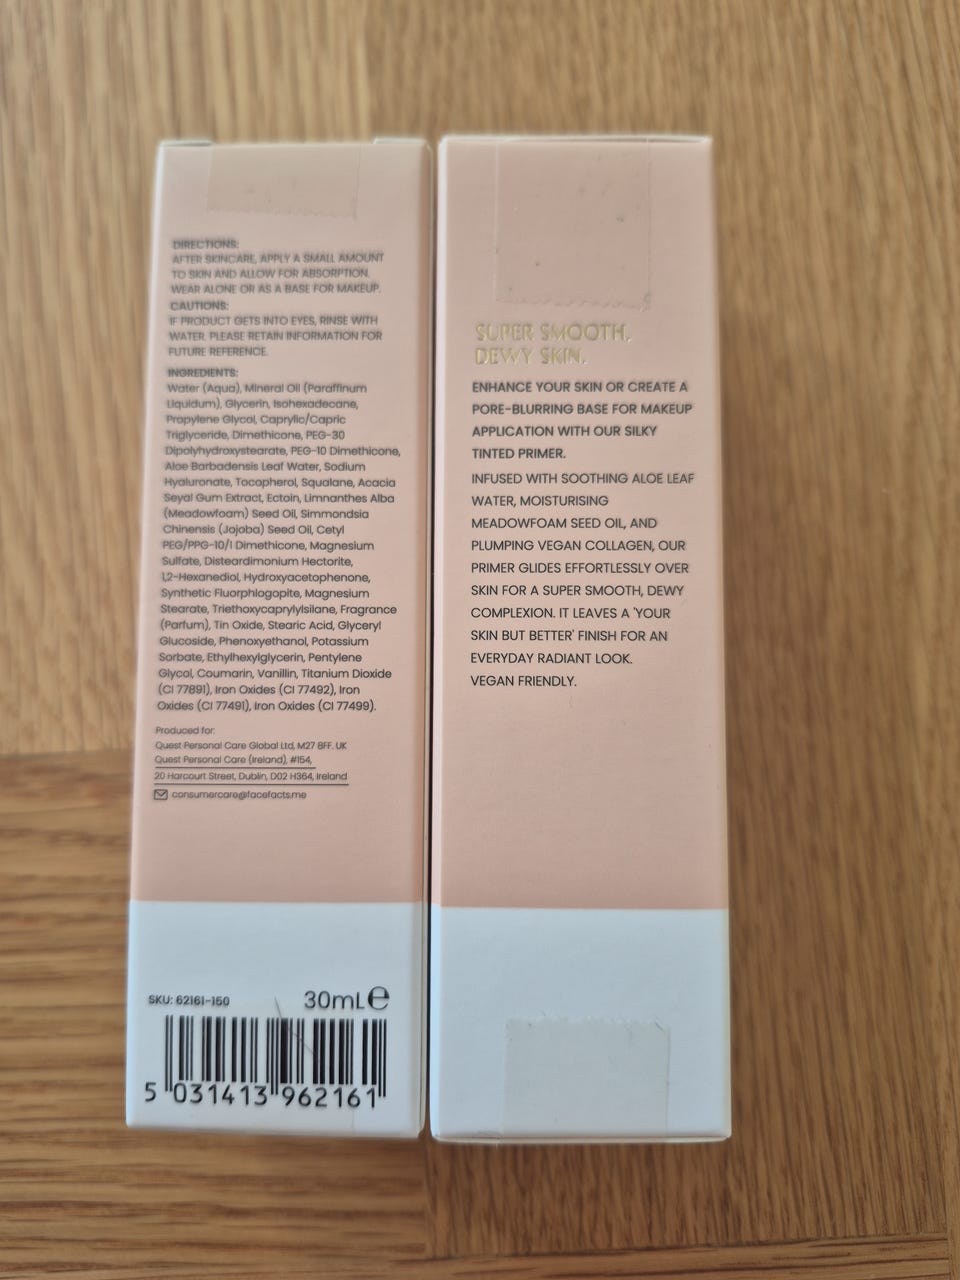 DIRECTIONS:
AFTER SKINCARE, APPLY A SMALL AMOUNT
TO SKIN AND ALLOW FOR ABSORPTION.
WEAR ALONE OR AS A BASE FOR MAKEUP.
CAUTIONS:
IF PRODUCT GETS INTO EYES, RINSE WITH
WATER. PLEASE RETAIN INFORMATION FOR
FUTURE REFERENCE.
INGREDIENTS:
Water (Aqua), Mineral Oil (Paraffinum
Liquidum), Glycerin, Isohexadecane,
Propylene Glycol, Caprylic/Capric
Triglyceride, Dimethicone, PEG-30
Dipolyhydroxystearate, PEG-10 Dimethicone,
Aloe Barbadensis Leaf Water, Sodium
Hyaluronate, Tocopherol, Squalane, Acacia
Seyal Gum Extract, Ectoin, Limnanthes Alba
(Meadowfoam) Seed Oil, Simmondsia
Chinensis (Jojoba) Seed Oil, Cetyl
PEG/PPG-10/1 Dimethicone, Magnesium
Sulfate, Disteardimonium Hectorite,
1,2-Hexanediol, Hydroxyacetophenone,
Synthetic Fluorphlogopite, Magnesium
Stearate, Triethoxycaprylylsilane, Fragrance
(Parfum), Tin Oxide, Stearic Acid, Glyceryl
Glucoside, Phenoxyethanol, Potassium
Sorbate, Ethylhexylglycerin, Pentylene
Glycol, Coumarin, Vanillin, Titanium Dioxide
(CI 77891), Iron Oxides (CI 77492), Iron
Oxides (CI 77491), Iron Oxides (CI 77499).
Produced for:
Quest Personal Care Global Ltd, M27 8FF. UK
Quest Personal Care (Ireland), #154,
20 Harcourt Street, Dublin, D02 H364, Ireland
consumercare@facefacts.me
SKU: 62161-150
30mL℮
5 031413 962161
SUPER SMOOTH,
DEWY SKIN.
ENHANCE YOUR SKIN OR CREATE A
PORE-BLURRING BASE FOR MAKEUP
APPLICATION WITH OUR SILKY
TINTED PRIMER.
INFUSED WITH SOOTHING ALOE LEAF
WATER, MOISTURISING
MEADOWFOAM SEED OIL, AND
PLUMPING VEGAN COLLAGEN, OUR
PRIMER GLIDES EFFORTLESSLY OVER
SKIN FOR A SUPER SMOOTH, DEWY
COMPLEXION. IT LEAVES A 'YOUR
SKIN BUT BETTER' FINISH FOR AN
EVERYDAY RADIANT LOOK.
VEGAN FRIENDLY.